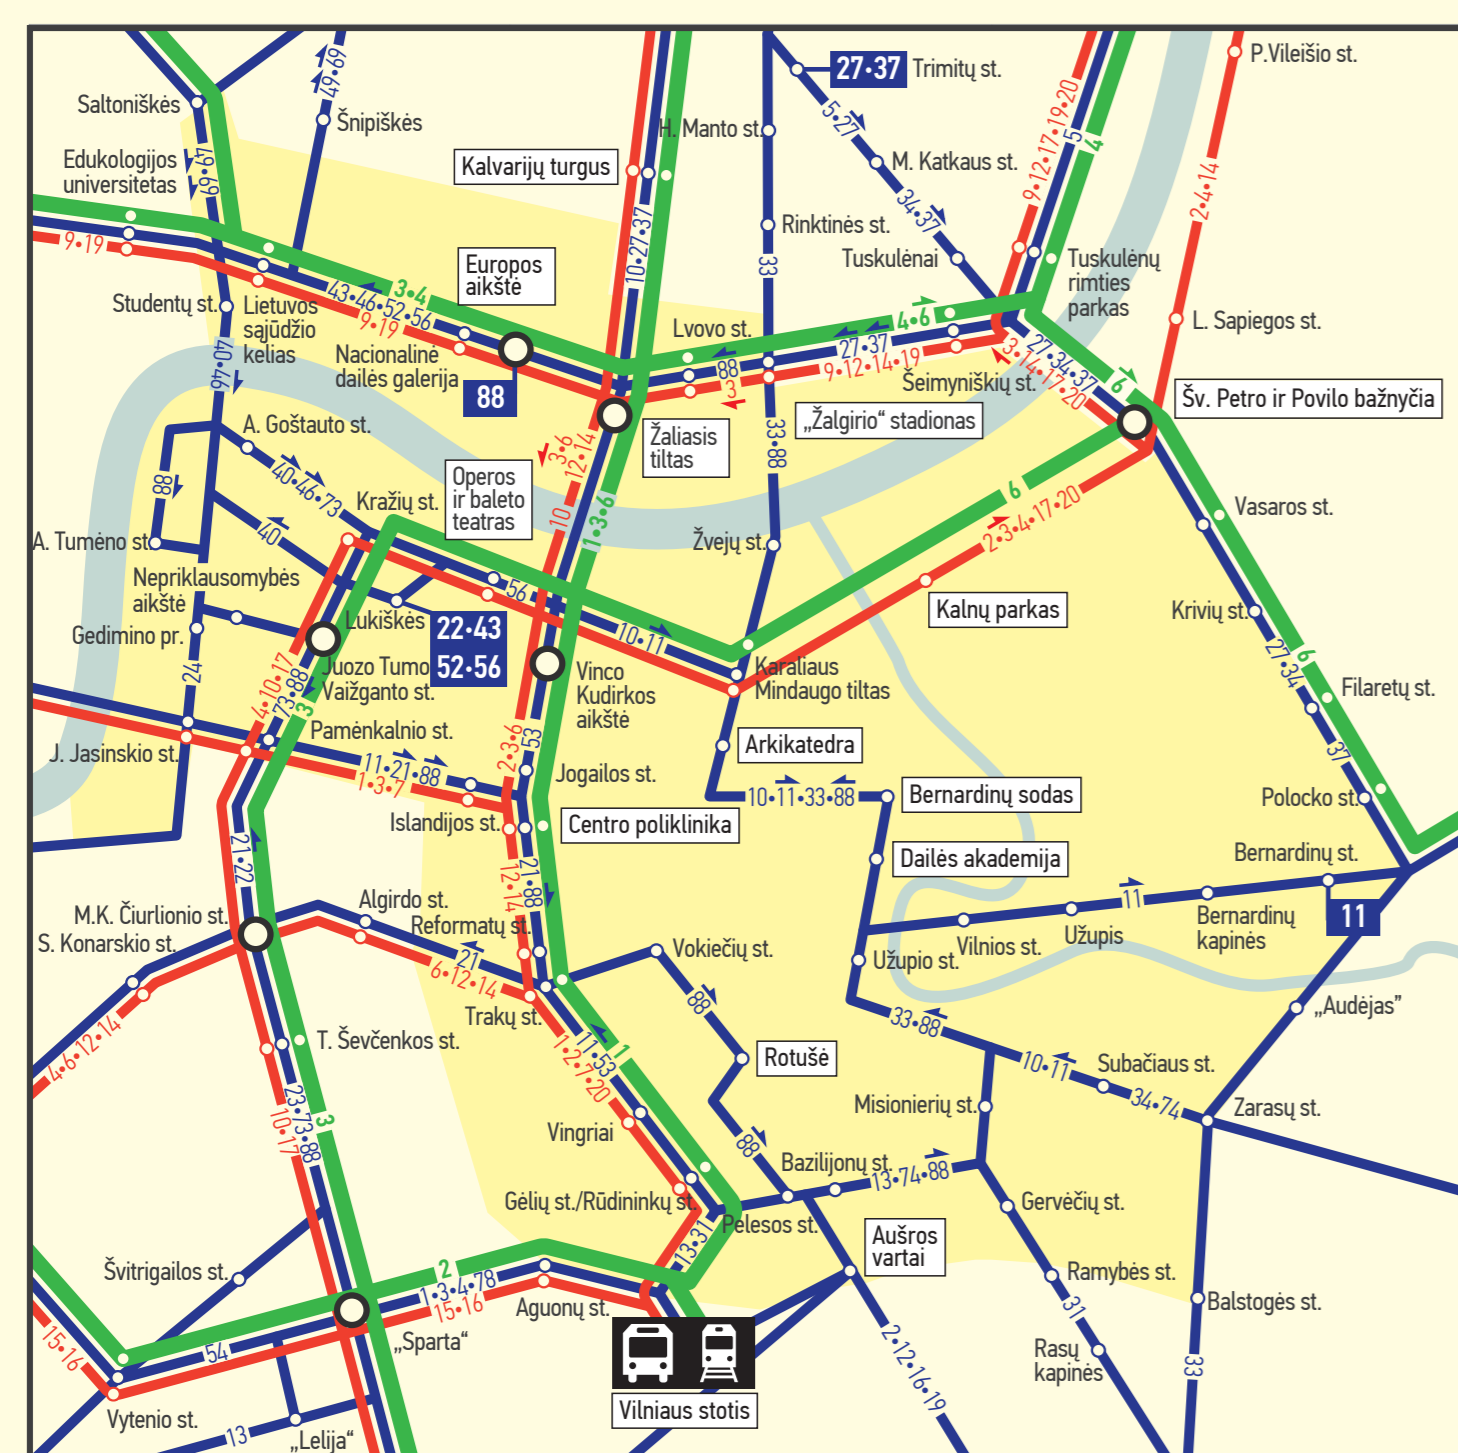 P.Vileišio st.
27•37 Trimitų st.
49•69
Saltoniškės
Šnipiškės
H. Manto st.
5•27
9•12•17•19•20
5
4
Edukologijos
universitetas
49•69
Kalvarijų turgus
M. Katkaus st.
34•37
2•4•14
Rinktinės st.
9•19
10•27•37
33
Tuskulėnai
Tuskulėnų
rimties
parkas
Europos
aikštė
3•4
43•46•52•56
9•19
Studentų st.
Lietuvos
sąjūdžio
kelias
Nacionalinė
dailės galerija
88
Lvovo st.
4•6
27•37
88
3
9•12•14•19
L. Sapiegos st.
Šeimyniškių st.
27•34•37
3•14•17•20
6
Šv. Petro ir Povilo bažnyčia
40•46
A. Goštauto st.
Žaliasis
tiltas
„Žalgirio“ stadionas
33•88
3•6
12•14
88
40•46•73
Kražių st.
Operos
ir baleto
teatras
10
1•3•6
6
2•3•4•17•20
Vasaros st.
40
A. Tumėno st.
Žvejų st.
Nepriklausomybės
aikštė
56
Gedimino pr.
Lukiškės
22•43
52•56
10•11
Kalnų parkas
Krivių st.
6
27•34
24
4•10•17
73•88
3
Juozo Tumo
Vaižganto st.
Vinco
Kudirkos
aikštė
Karaliaus
Mindaugo tiltas
Filaretų st.
J. Jasinskio st.
Pamėnkalnio st.
2•3•6
53
Arkikatedra
37
11•21•88
1•3•7
Jogailos st.
10•11•33•88
Bernardinų sodas
Polocko st.
Islandijos st.
Centro poliklinika
21•22
12•14
21•88
Dailės akademija
Bernardinų st.
M.K. Čiurlionio st.
S. Konarskio st.
Algirdo st.
Reformatų st.
21
6•12•14
11
11
Bernardinų
kapinės
Vilnios st.
Užupis
Vokiečių st.
Užupio st.
88
Trakų st.
33•88
„Audėjas”
4•6•12•14
T. Ševčenkos st.
1
11•53
1•2•7•20
Rotušė
10•11
Subačiaus st.
34•74
Zarasų st.
Misionierių st.
23•73•88
10•17
3
Vingriai
88
Bazilijonų st.
13•74•88
Gėlių st./Rūdininkų st.
Pelesos st.
Gervėčių st.
13•31
Aušros
vartai
Švitrigailos st.
2
1•3•4•78
15•16
Aguonų st.
Ramybės st.
31
Balstogės st.
15•16
54
„Sparta“
2•12•16•19
Rasų
kapinės
33
Vytenio st.
13
„Lelija“
Vilniaus stotis